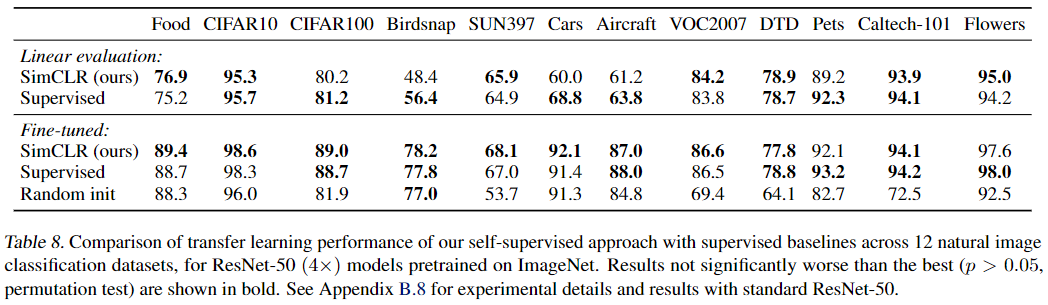 Food CIFAR10 CIFAR100 Birdsnap SUN397 Cars Aircraft VOC2007 DTD Pets Caltech-101 Flowers
Linear evaluation:
SimCLR (ours) 76.9 95.3 80.2 48.4 65.9 60.0 61.2 84.2 78.9 89.2 93.9 95.0
Supervised 75.2 95.7 81.2 56.4 64.9 68.8 63.8 83.8 78.7 92.3 94.1 94.2
Fine-tuned:
SimCLR (ours) 89.4 98.6 89.0 78.2 68.1 92.1 87.0 86.6 77.8 92.1 94.1 97.6
Supervised 88.7 98.3 88.7 77.8 67.0 91.4 88.0 86.5 78.8 93.2 94.2 98.0
Random init 88.3 96.0 81.9 77.0 53.7 91.3 84.8 69.4 64.1 82.7 72.5 92.5
Table 8. Comparison of transfer learning performance of our self-supervised approach with supervised baselines across 12 natural image
classification datasets, for ResNet-50 (4×) models pretrained on ImageNet. Results not significantly worse than the best (p > 0.05,
permutation test) are shown in bold. See Appendix B.8 for experimental details and results with standard ResNet-50.